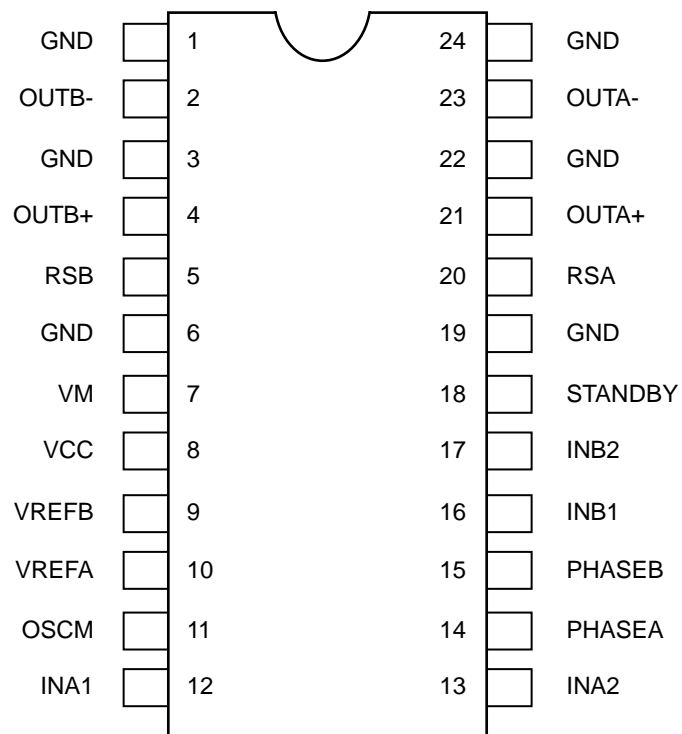 GND 1 24 GND
OUTB- 2 23 OUTA-
GND 3 22 GND
OUTB+ 4 21 OUTA+
RSB 5 20 RSA
GND 6 19 GND
VM 7 18 STANDBY
VCC 8 17 INB2
VREFB 9 16 INB1
VREFA 10 15 PHASEB
OSCM 11 14 PHASEA
INA1 12 13 INA2